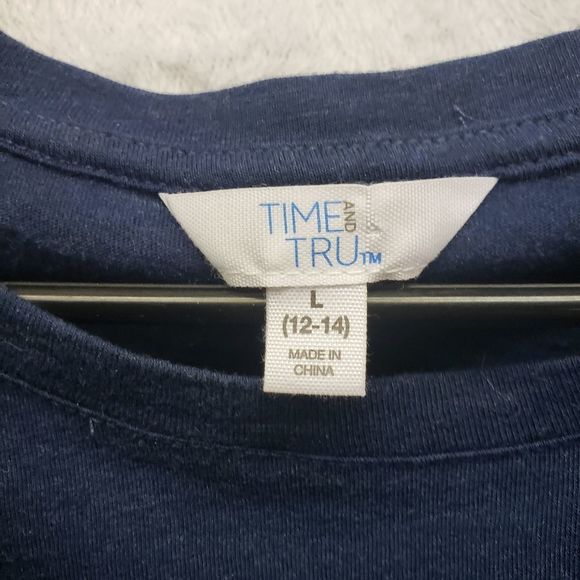 TIME AND
TRU™
L
(12-14)
MADE IN
CHINA